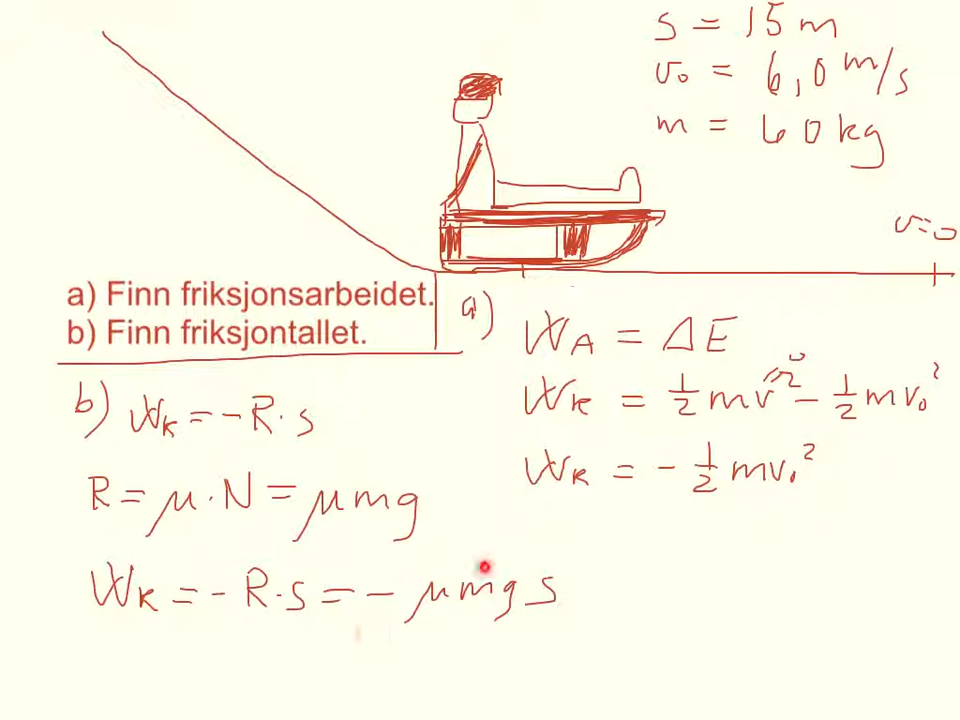 s = 15 m
v₀ = 6,0 m/s
m = 60 kg
v=0
a) Finn friksjonsarbeidet.
b) Finn friksjontallet.
a) W_A = ΔE
W_R = ½mv² 0 − ½mv₀²
W_R = − ½mv₀²
b) W_R = − R · s
R = μ · N = μmg
W_R = − R · s = − μmgs